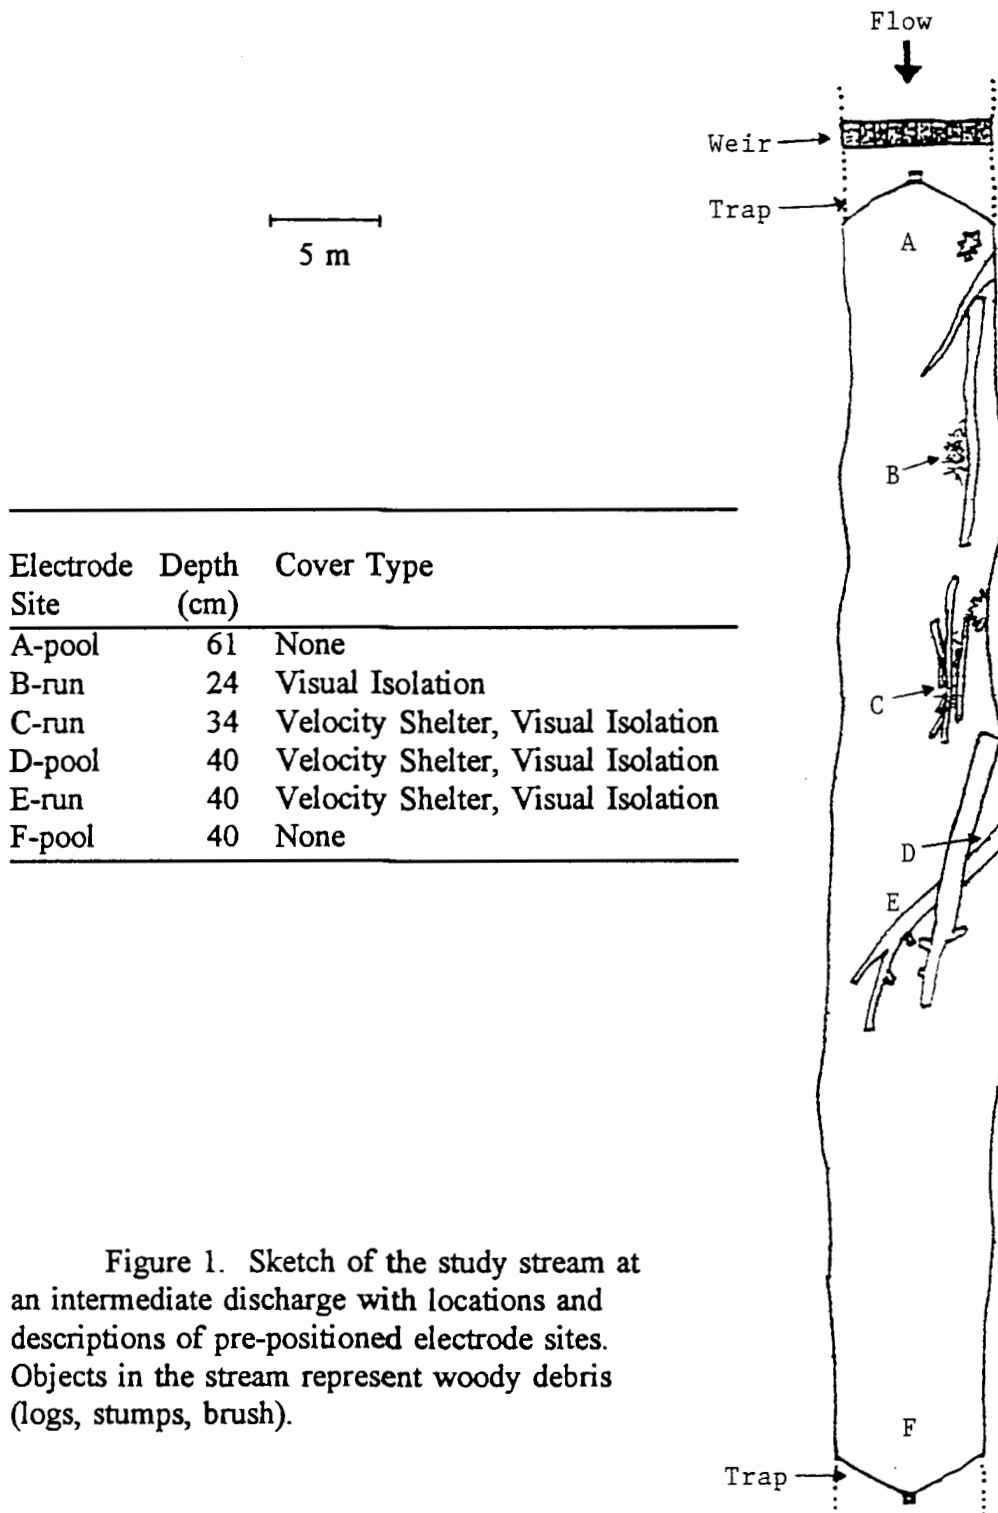 Flow
Weir
Trap
5 m
A
B
C
D
E
F
Trap
Electrode Depth Cover Type
Site (cm)
A-pool 61 None
B-run 24 Visual Isolation
C-run 34 Velocity Shelter, Visual Isolation
D-pool 40 Velocity Shelter, Visual Isolation
E-run 40 Velocity Shelter, Visual Isolation
F-pool 40 None
Figure 1. Sketch of the study stream at
an intermediate discharge with locations and
descriptions of pre-positioned electrode sites.
Objects in the stream represent woody debris
(logs, stumps, brush).